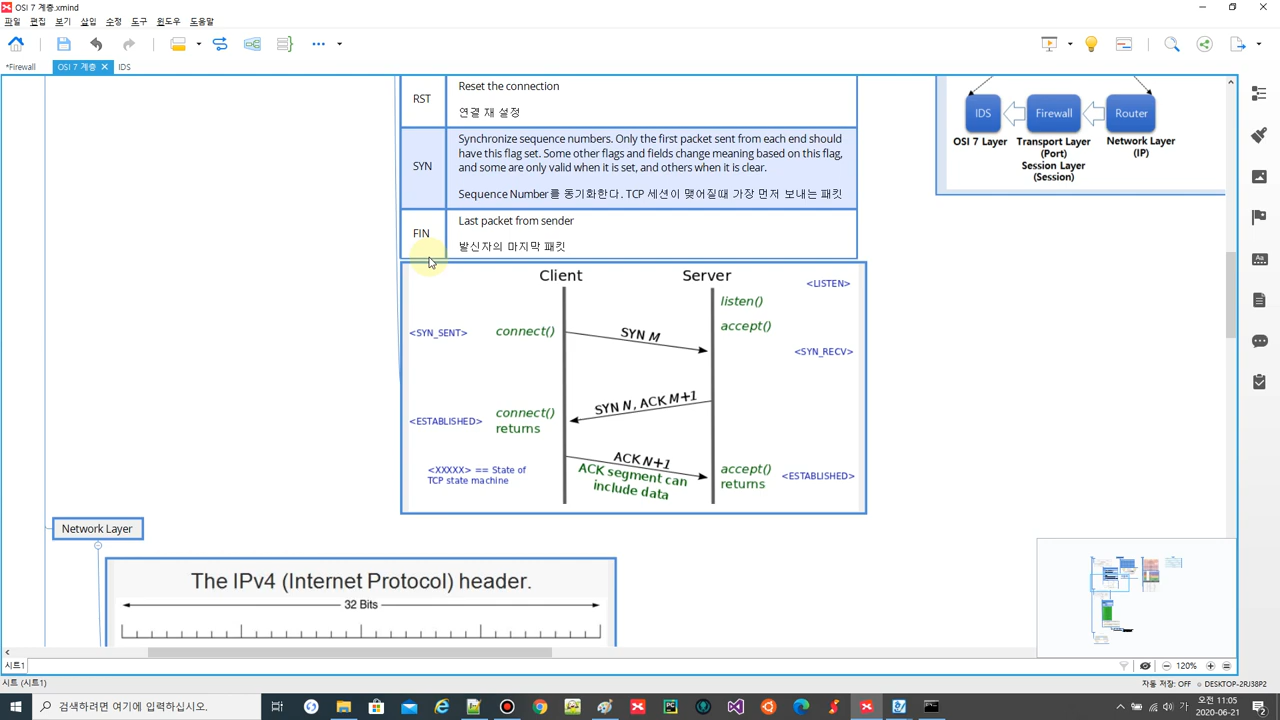 OSI 7 계층.xmind
파일 편집 보기 삽입 수정 도구 윈도우 도움말
*Firewall
OSI 7 계층
IDS
RST
Reset the connection
연결 재 설정
SYN
Synchronize sequence numbers. Only the first packet sent from each end should
have this flag set. Some other flags and fields change meaning based on this flag,
and some are only valid when it is set, and others when it is clear.
Sequence Number를 동기화한다. TCP 세션이 맺어질때 가장 먼저 보내는 패킷
FIN
Last packet from sender
발신자의 마지막 패킷
IDS
Firewall
Router
OSI 7 Layer
Transport Layer
(Port)
Session Layer
(Session)
Network Layer
(IP)
Client
Server
<LISTEN>
listen()
<SYN_SENT>
connect()
SYN M
accept()
<SYN_RECV>
SYN N, ACK M+1
<ESTABLISHED>
connect()
returns
ACK N+1
<XXXXX> == State of
TCP state machine
ACK segment can
include data
accept()
returns
<ESTABLISHED>
Network Layer
The IPv4 (Internet Protocol) header.
32 Bits
시트1
120%
시트 (시트1)
자동 저장: OFF
DESKTOP-2RJ38P2
검색하려면 여기에 입력하십시오.
가
오전 11:05
2020-06-21